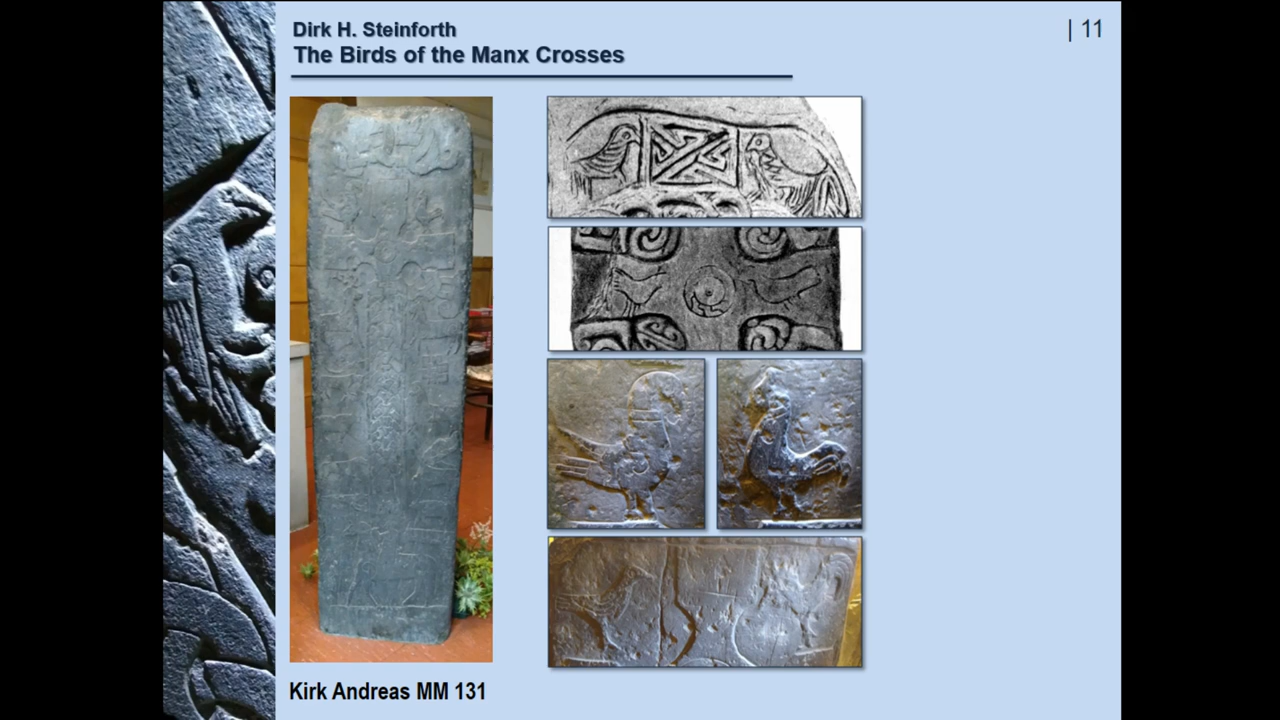 Dirk H. Steinforth
The Birds of the Manx Crosses
| 11
Kirk Andreas MM 131